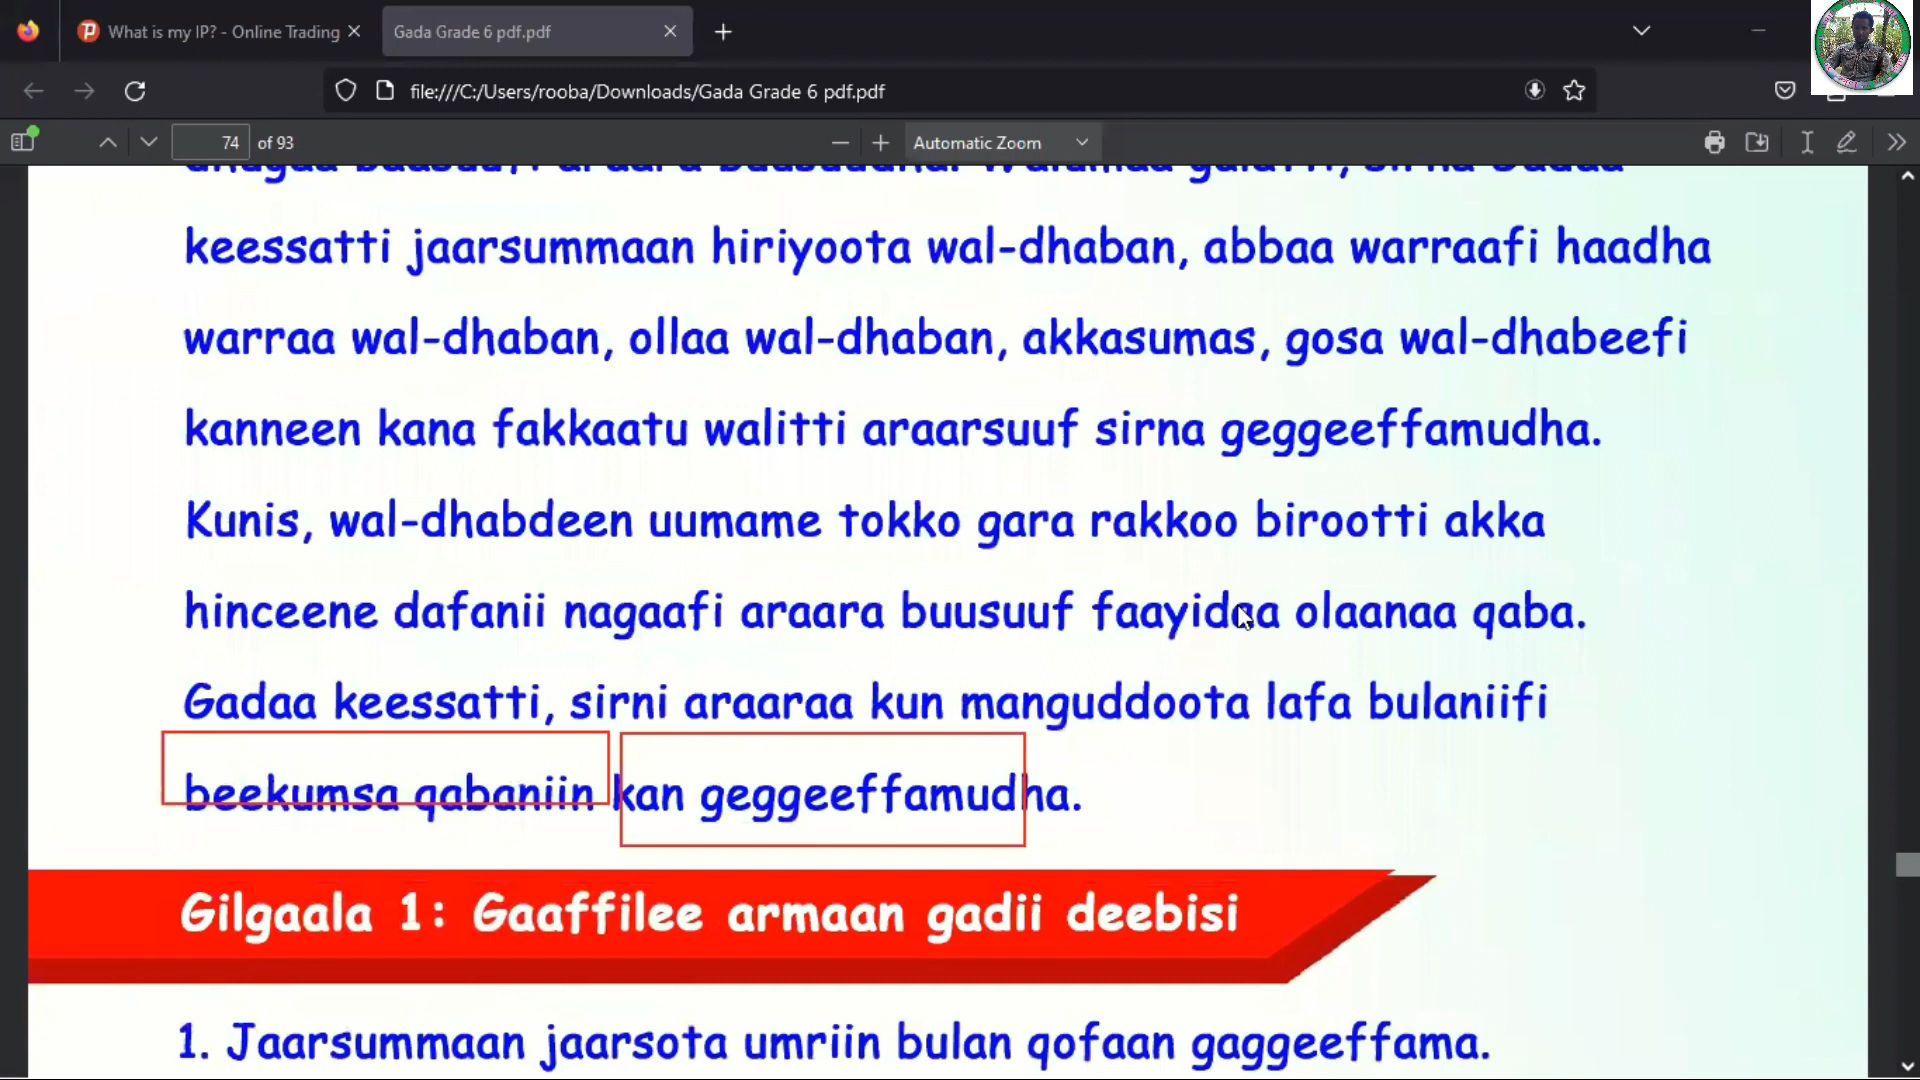 What is my IP? - Online Trading
Gada Grade 6 pdf.pdf
file:///C:/Users/rooba/Downloads/Gada Grade 6 pdf.pdf
74 of 93
Automatic Zoom
keessatti jaarsummaan hiriyoota wal-dhaban, abbaa warraafi haadha
warraa wal-dhaban, ollaa wal-dhaban, akkasumas, gosa wal-dhabeefi
kanneen kana fakkaatu walitti araarsuuf sirna geggeeffamudha.
Kunis, wal-dhabdeen uumame tokko gara rakkoo birootti akka
hinceene dafanii nagaafi araara buusuuf faayidaa olaanaa qaba.
Gadaa keessatti, sirni araaraa kun manguddoota lafa bulaniifi
beekumsa qabaniin kan geggeeffamudha.
Gilgaala 1: Gaaffilee armaan gadii deebisi
1. Jaarsummaan jaarsota umriin bulan qofaan gaggeeffama.